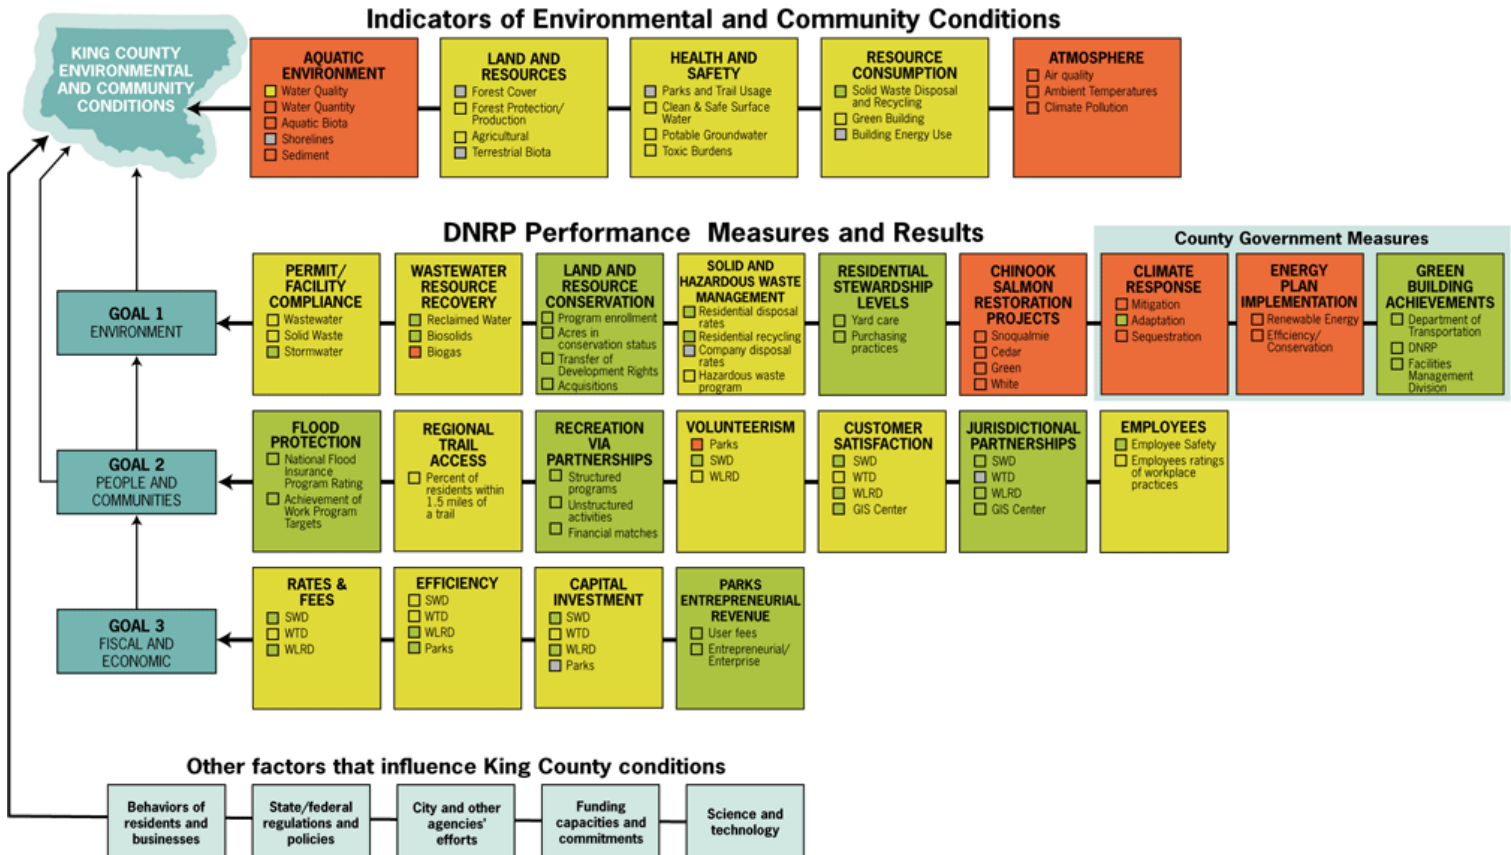 Indicators of Environmental and Community Conditions
KING COUNTY
ENVIRONMENTAL
AND COMMUNITY
CONDITIONS
AQUATIC
ENVIRONMENT
Water Quality
Water Quantity
Aquatic Biota
Shorelines
Sediment
LAND AND
RESOURCES
Forest Cover
Forest Protection/
Production
Agricultural
Terrestrial Biota
HEALTH AND
SAFETY
Parks and Trail Usage
Clean & Safe Surface
Water
Potable Groundwater
Toxic Burdens
RESOURCE
CONSUMPTION
Solid Waste Disposal
and Recycling
Green Building
Building Energy Use
ATMOSPHERE
Air quality
Ambient Temperatures
Climate Pollution
DNRP Performance Measures and Results
County Government Measures
GOAL 1
ENVIRONMENT
PERMIT/
FACILITY
COMPLIANCE
Wastewater
Solid Waste
Stormwater
WASTEWATER
RESOURCE
RECOVERY
Reclaimed Water
Biosolids
Biogas
LAND AND
RESOURCE
CONSERVATION
Program enrollment
Acres in
conservation status
Transfer of
Development Rights
Acquisitions
SOLID AND
HAZARDOUS WASTE
MANAGEMENT
Residential disposal
rates
Residential recycling
Company disposal
rates
Hazardous waste
program
RESIDENTIAL
STEWARDSHIP
LEVELS
Yard care
Purchasing
practices
CHINOOK
SALMON
RESTORATION
PROJECTS
Snoqualmie
Cedar
Green
White
CLIMATE
RESPONSE
Mitigation
Adaptation
Sequestration
ENERGY
PLAN
IMPLEMENTATION
Renewable Energy
Efficiency/
Conservation
GREEN
BUILDING
ACHIEVEMENTS
Department of
Transportation
DNRP
Facilities
Management
Division
GOAL 2
PEOPLE AND
COMMUNITIES
FLOOD
PROTECTION
National Flood
Insurance
Program Rating
Achievement of
Work Program
Targets
REGIONAL
TRAIL
ACCESS
Percent of
residents within
1.5 miles of
a trail
RECREATION
VIA
PARTNERSHIPS
Structured
programs
Unstructured
activities
Financial matches
VOLUNTEERISM
Parks
SWD
WLRD
CUSTOMER
SATISFACTION
SWD
WTD
WLRD
GIS Center
JURISDICTIONAL
PARTNERSHIPS
SWD
WTD
WLRD
GIS Center
EMPLOYEES
Employee Safety
Employees ratings
of workplace
practices
GOAL 3
FISCAL AND
ECONOMIC
RATES &
FEES
SWD
WTD
WLRD
EFFICIENCY
SWD
WTD
WLRD
Parks
CAPITAL
INVESTMENT
SWD
WTD
WLRD
Parks
PARKS
ENTREPRENEURIAL
REVENUE
User fees
Entrepreneurial/
Enterprise
Other factors that influence King County conditions
Behaviors of
residents and
businesses
State/federal
regulations and
policies
City and other
agencies'
efforts
Funding
capacities and
commitments
Science and
technology